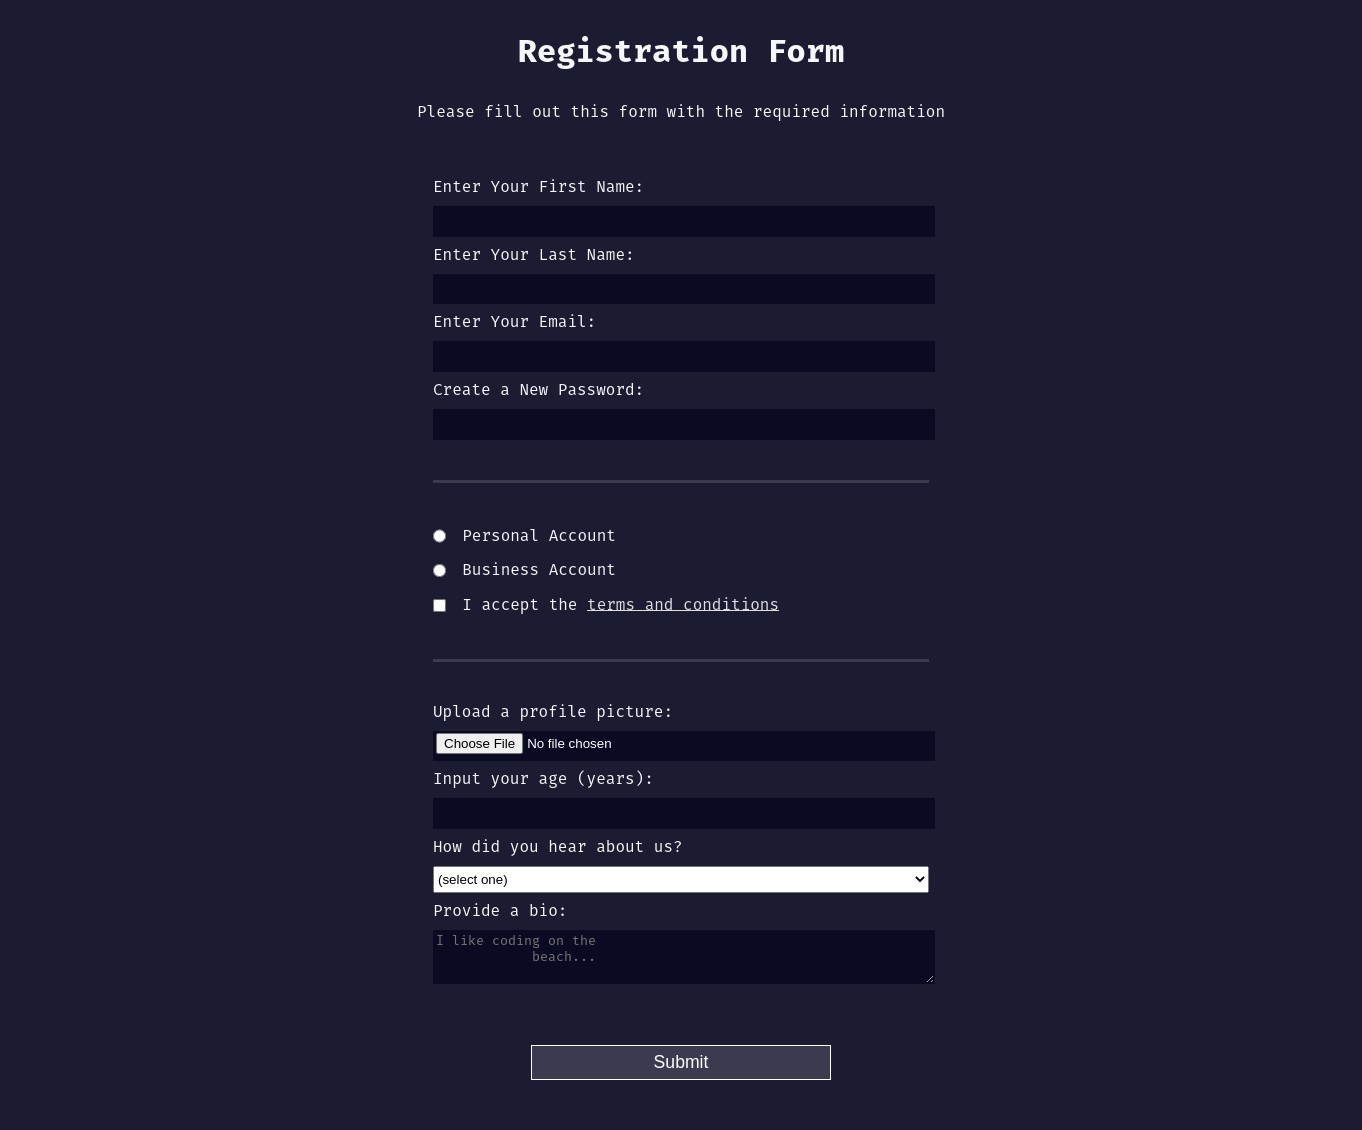 Registration Form
Please fill out this form with the required information
Enter Your First Name:
Enter Your Last Name:
Enter Your Email:
Create a New Password:
Personal Account
Business Account
I accept the terms and conditions
Upload a profile picture:
Choose File No file chosen
Input your age (years):
How did you hear about us?
(select one)
Provide a bio:
I like coding on the
beach...
Submit